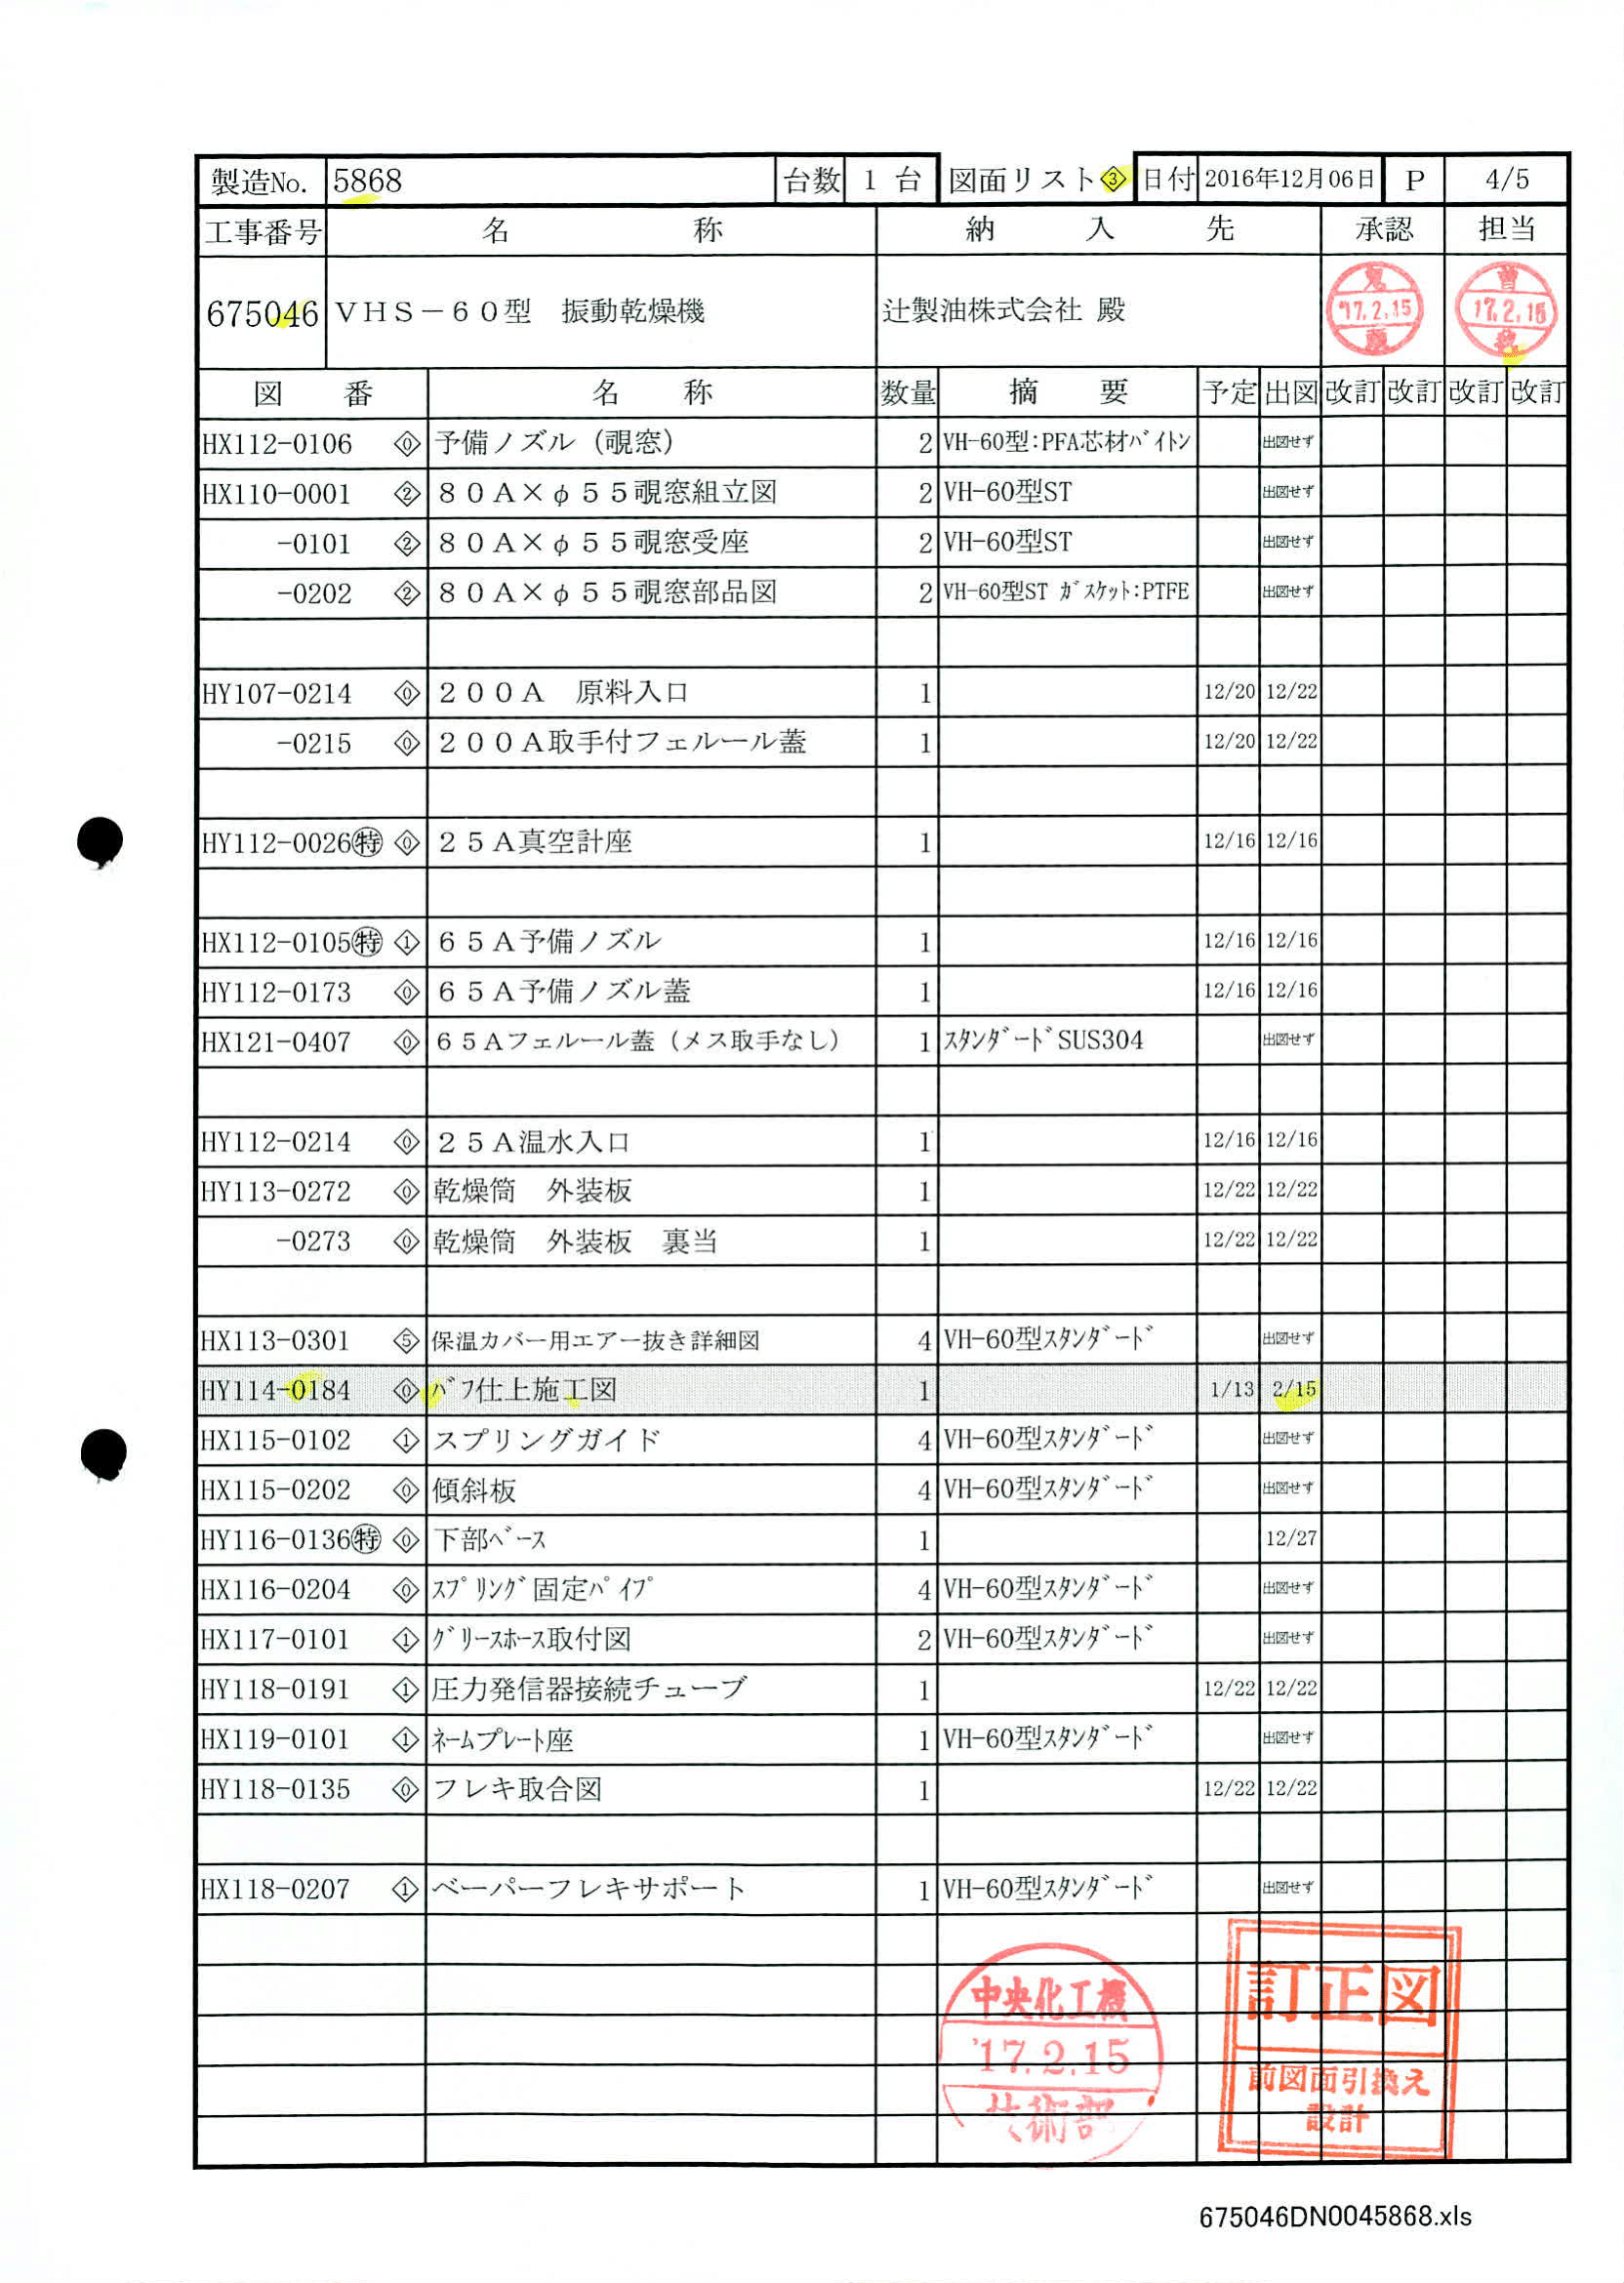 製造No. 5868 台数 1 台 図面リスト③ 日付 2016年12月06日 P 4/5
工事番号 名 称 納 入 先 承認 担当
675046 VHS-60型 振動乾燥機 辻製油株式会社 殿 '17.2.15 17.2.15
図 番 名 称 数量 摘 要 予定 出図 改訂 改訂 改訂 改訂
HX112-0106 0 予備ノズル（覗窓） 2 VH-60型:PFA芯材ﾊﾞｲﾄﾝ 出図せず
HX110-0001 2 80A×φ55覗窓組立図 2 VH-60型ST 出図せず
-0101 2 80A×φ55覗窓受座 2 VH-60型ST 出図せず
-0202 2 80A×φ55覗窓部品図 2 VH-60型ST ｶﾞｽｹｯﾄ:PTFE 出図せず
HY107-0214 0 200A 原料入口 1 12/20 12/22
-0215 0 200A取手付フェルール蓋 1 12/20 12/22
HY112-0026㊕ 0 25A真空計座 1 12/16 12/16
HX112-0105㊕ 1 65A予備ノズル 1 12/16 12/16
HY112-0173 0 65A予備ノズル蓋 1 12/16 12/16
HX121-0407 0 65Aフェルール蓋（メス取手なし） 1 ｽﾀﾝﾀﾞｰﾄﾞSUS304 出図せず
HY112-0214 0 25A温水入口 1 12/16 12/16
HY113-0272 0 乾燥筒 外装板 1 12/22 12/22
-0273 0 乾燥筒 外装板 裏当 1 12/22 12/22
HX113-0301 5 保温カバー用エアー抜き詳細図 4 VH-60型ｽﾀﾝﾀﾞｰﾄﾞ 出図せず
HY114-0184 0 ﾊﾞﾌ仕上施工図 1 1/13 2/15
HX115-0102 1 スプリングガイド 4 VH-60型ｽﾀﾝﾀﾞｰﾄﾞ 出図せず
HX115-0202 0 傾斜板 4 VH-60型ｽﾀﾝﾀﾞｰﾄﾞ 出図せず
HY116-0136㊕ 0 下部ﾍﾞｰｽ 1 12/27
HX116-0204 0 ｽﾌﾟﾘﾝｸﾞ固定ﾊﾟｲﾌﾟ 4 VH-60型ｽﾀﾝﾀﾞｰﾄﾞ 出図せず
HX117-0101 1 ｸﾞﾘｰｽﾎｰｽ取付図 2 VH-60型ｽﾀﾝﾀﾞｰﾄﾞ 出図せず
HY118-0191 1 圧力発信器接続チューブ 1 12/22 12/22
HX119-0101 1 ﾈｰﾑﾌﾟﾚｰﾄ座 1 VH-60型ｽﾀﾝﾀﾞｰﾄﾞ 出図せず
HY118-0135 0 フレキ取合図 1 12/22 12/22
HX118-0207 1 ベーパーフレキサポート 1 VH-60型ｽﾀﾝﾀﾞｰﾄﾞ 出図せず
中央化工機
'17.2.15
技術部
訂正図
前図面引換え
設計
675046DN0045868.xls